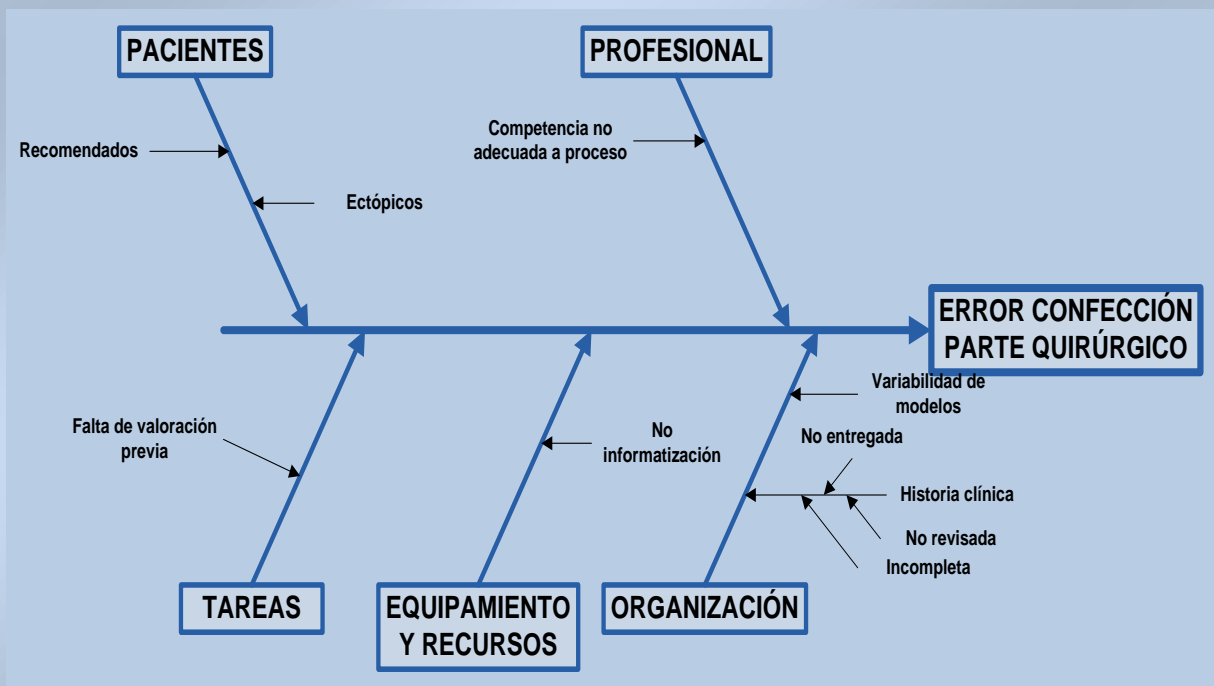 PACIENTES
PROFESIONAL
Recomendados
Competencia no
adecuada a proceso
Ectópicos
ERROR CONFECCIÓN
PARTE QUIRÚRGICO
Variabilidad de
modelos
Falta de valoración
previa
No
informatización
No entregada
Historia clínica
No revisada
Incompleta
TAREAS
EQUIPAMIENTO
Y RECURSOS
ORGANIZACIÓN